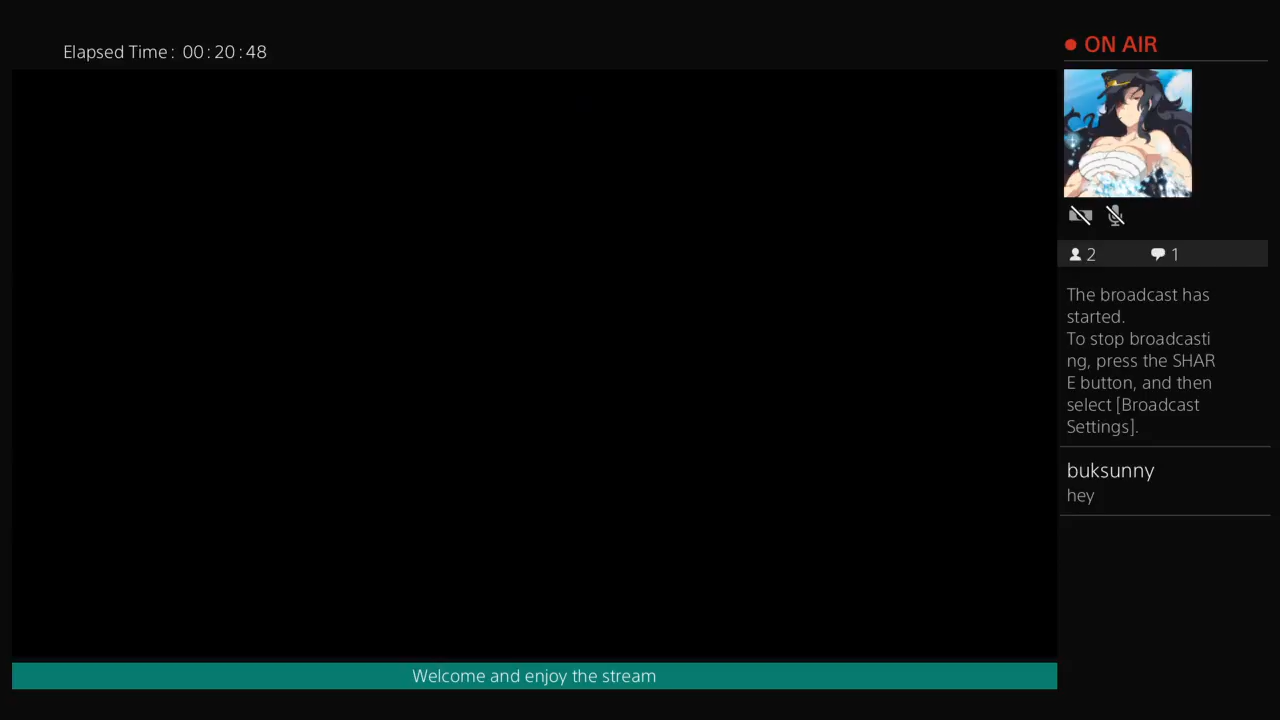 Elapsed Time: 00:20:48
ON AIR
2 1
The broadcast has
started.
To stop broadcasti
ng, press the SHAR
E button, and then
select [Broadcast
Settings].
buksunny
hey
Welcome and enjoy the stream